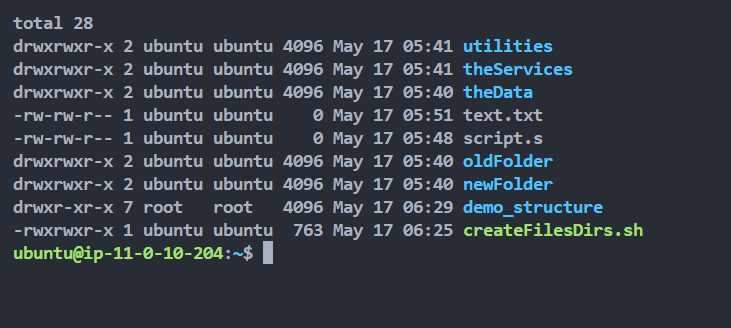 total 28
drwxrwxr-x 2 ubuntu ubuntu 4096 May 17 05:41 utilities
drwxrwxr-x 2 ubuntu ubuntu 4096 May 17 05:41 theServices
drwxrwxr-x 2 ubuntu ubuntu 4096 May 17 05:40 theData
-rw-rw-r-- 1 ubuntu ubuntu    0 May 17 05:51 text.txt
-rw-rw-r-- 1 ubuntu ubuntu    0 May 17 05:48 script.s
drwxrwxr-x 2 ubuntu ubuntu 4096 May 17 05:40 oldFolder
drwxrwxr-x 2 ubuntu ubuntu 4096 May 17 05:40 newFolder
drwxr-xr-x 7 root   root   4096 May 17 06:29 demo_structure
-rwxrwxr-x 1 ubuntu ubuntu  763 May 17 06:25 createFilesDirs.sh
ubuntu@ip-11-0-10-204:~$